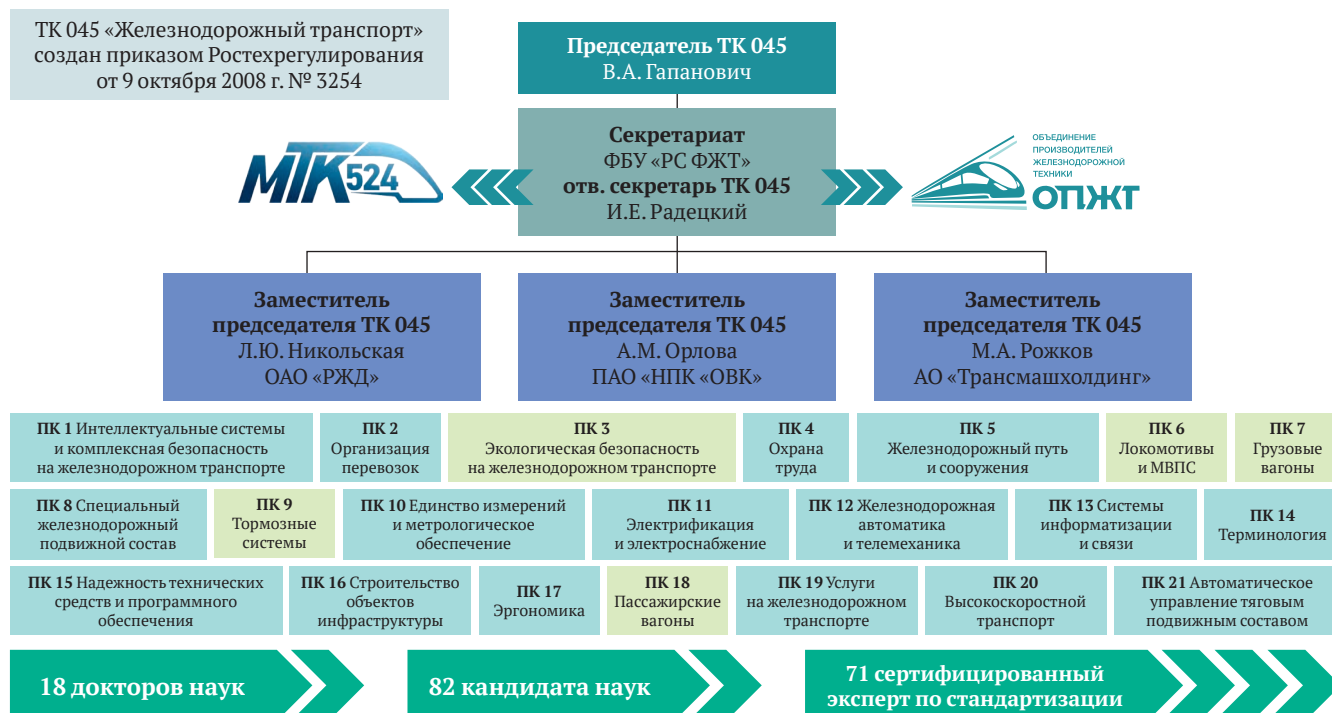 ТК 045 «Железнодорожный транспорт»
создан приказом Ростехрегулирования
от 9 октября 2008 г. № 3254
Председатель ТК 045
В.А. Гапанович
Секретариат
ФБУ «РС ФЖТ»
отв. секретарь ТК 045
И.Е. Радецкий
МТК 524
ОБЪЕДИНЕНИЕ
ПРОИЗВОДИТЕЛЕЙ
ЖЕЛЕЗНОДОРОЖНОЙ
ТЕХНИКИ
ОПЖТ
Заместитель
председателя ТК 045
Л.Ю. Никольская
ОАО «РЖД»
Заместитель
председателя ТК 045
А.М. Орлова
ПАО «НПК «ОВК»
Заместитель
председателя ТК 045
М.А. Рожков
АО «Трансмашхолдинг»
ПК 1 Интеллектуальные системы
и комплексная безопасность
на железнодорожном транспорте
ПК 2
Организация
перевозок
ПК 3
Экологическая безопасность
на железнодорожном транспорте
ПК 4
Охрана
труда
ПК 5
Железнодорожный путь
и сооружения
ПК 6
Локомотивы
и МВПС
ПК 7
Грузовые
вагоны
ПК 8 Специальный
железнодорожный
подвижной состав
ПК 9
Тормозные
системы
ПК 10 Единство измерений
и метрологическое
обеспечение
ПК 11
Электрификация
и электроснабжение
ПК 12 Железнодорожная
автоматика
и телемеханика
ПК 13 Системы
информатизации
и связи
ПК 14
Терминология
ПК 15 Надежность технических
средств и программного
обеспечения
ПК 16 Строительство
объектов
инфраструктуры
ПК 17
Эргономика
ПК 18
Пассажирские
вагоны
ПК 19 Услуги
на железнодорожном
транспорте
ПК 20
Высокоскоростной
транспорт
ПК 21 Автоматическое
управление тяговым
подвижным составом
18 докторов наук
82 кандидата наук
71 сертифицированный
эксперт по стандартизации